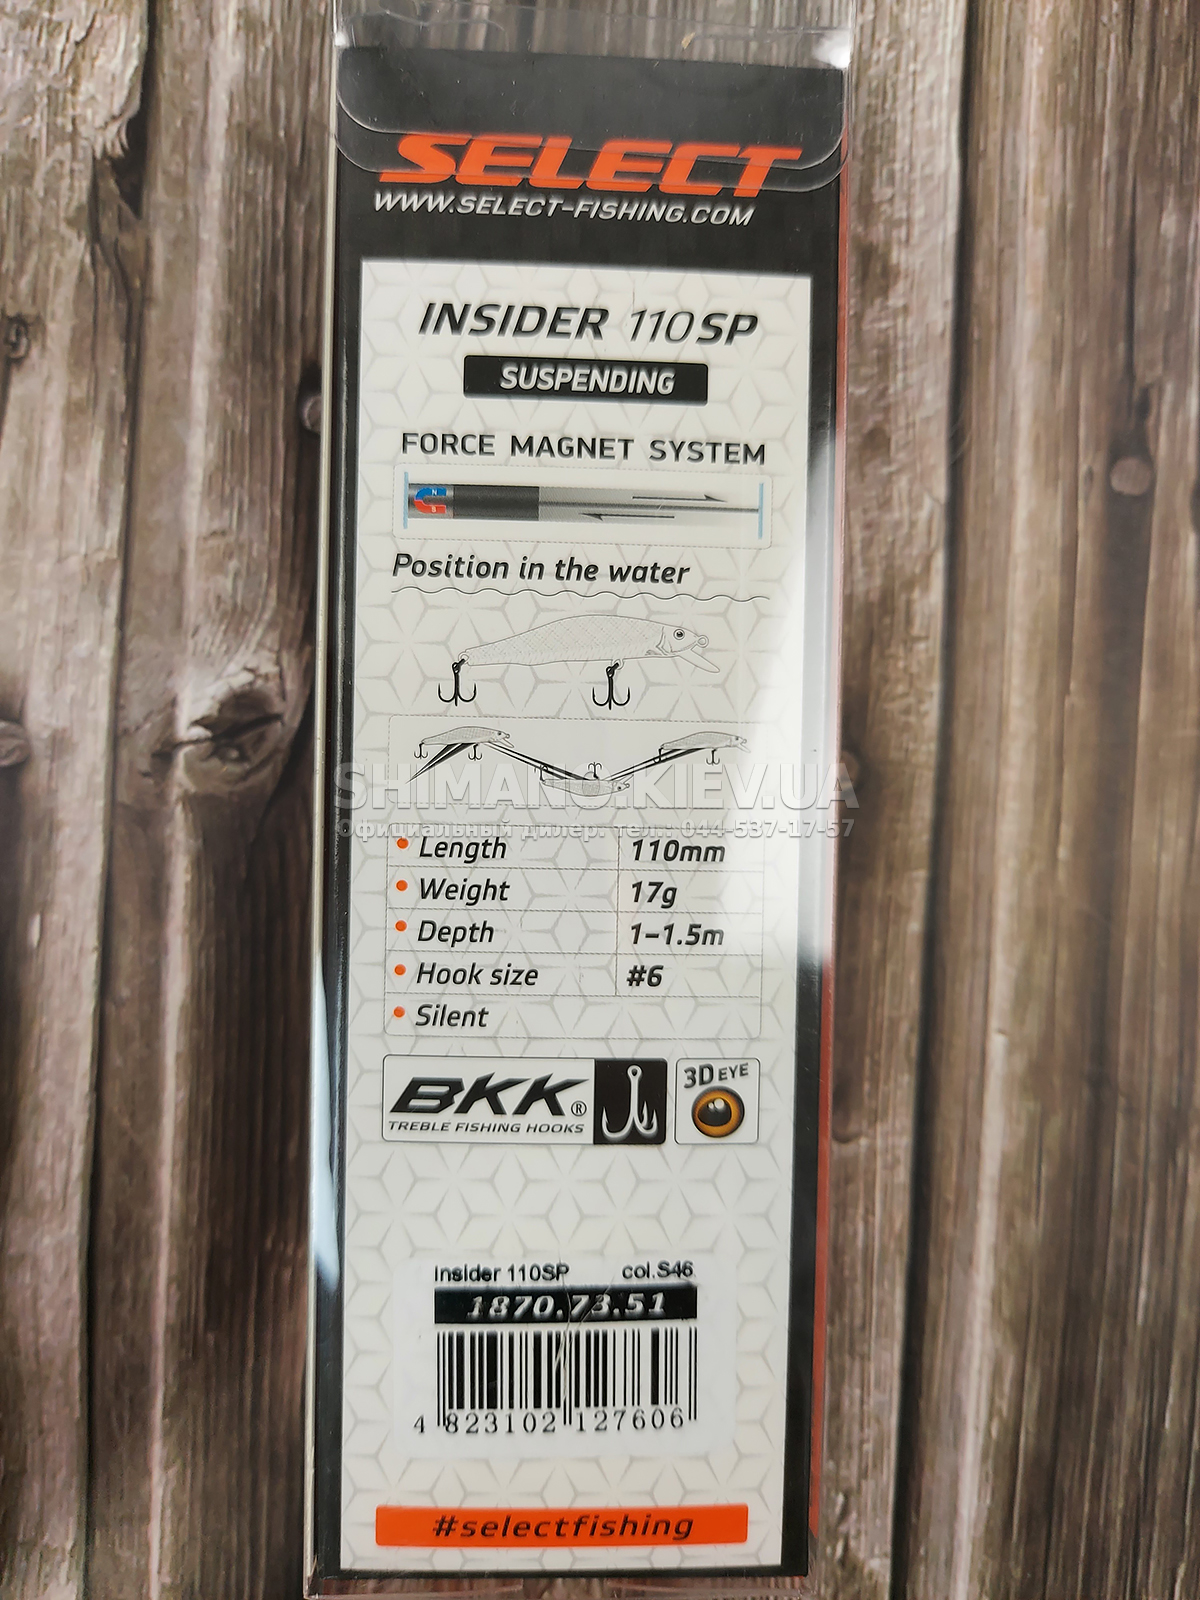 SELECT
WWW.SELECT-FISHING.COM
INSIDER 110SP
SUSPENDING
FORCE MAGNET SYSTEM
N
Position in the water
SHIMANO.KIEV.UA
Официальный дилер. тел.: 044-537-17-57
• Length 110mm
• Weight 17g
• Depth 1–1.5m
• Hook size #6
• Silent
BKK®
TREBLE FISHING HOOKS
3D EYE
Insider 110SP col.S46
1870.73.51
4 823102 127606
#selectfishing